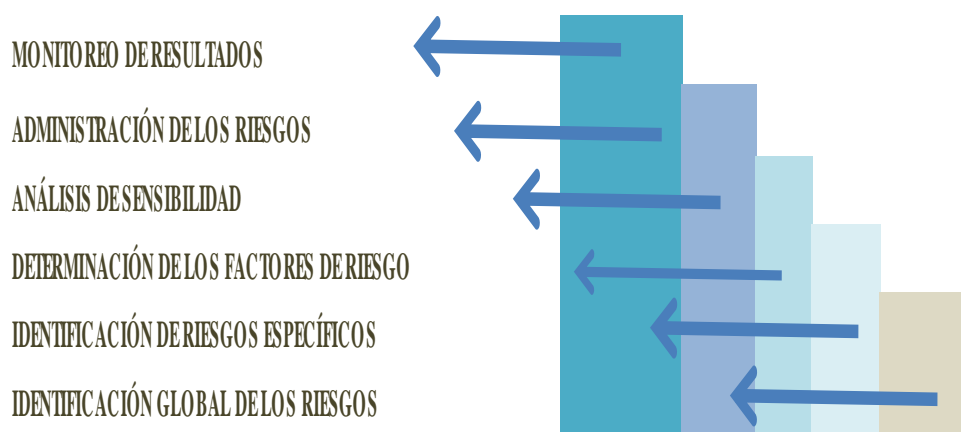 MONITOREO DE RESULTADOS
ADMINISTRACIÓN DE LOS RIESGOS
ANÁLISIS DE SENSIBILIDAD
DETERMINACIÓN DE LOS FACTORES DE RIESGO
IDENTIFICACIÓN DE RIESGOS ESPECÍFICOS
IDENTIFICACIÓN GLOBAL DE LOS RIESGOS